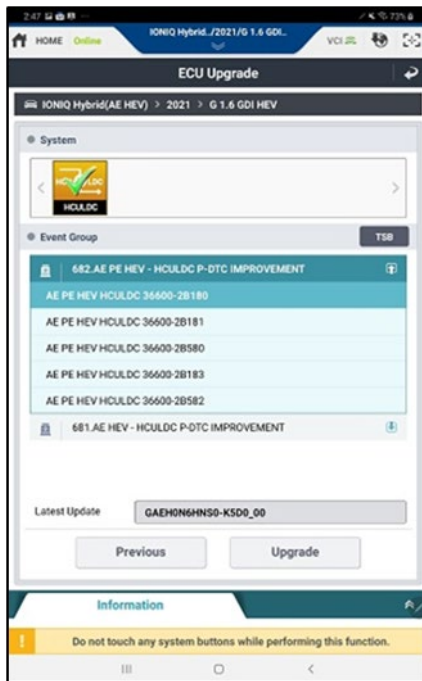 2:47
73%
HOME Online IONIQ Hybrid../2021/G 1.6 GDI.. VCI
ECU Upgrade
IONIQ Hybrid(AE HEV) > 2021 > G 1.6 GDI HEV
System
HCULDC
Event Group TSB
682.AE PE HEV - HCULDC P-DTC IMPROVEMENT
AE PE HEV HCULDC 36600-2B180
AE PE HEV HCULDC 36600-2B181
AE PE HEV HCULDC 36600-2B580
AE PE HEV HCULDC 36600-2B183
AE PE HEV HCULDC 36600-2B582
681.AE HEV - HCULDC P-DTC IMPROVEMENT
Latest Update GAEH0N6HNS0-K5D0_00
Previous Upgrade
Information
! Do not touch any system buttons while performing this function.